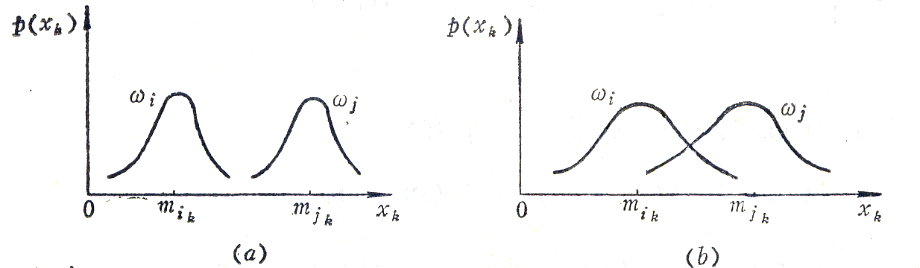 p(x_k)
ω_i
ω_j
0
m_{i_k}
m_{j_k}
x_k
(a)
p(x_k)
ω_i
ω_j
0
m_{i_k}
m_{j_k}
x_k
(b)